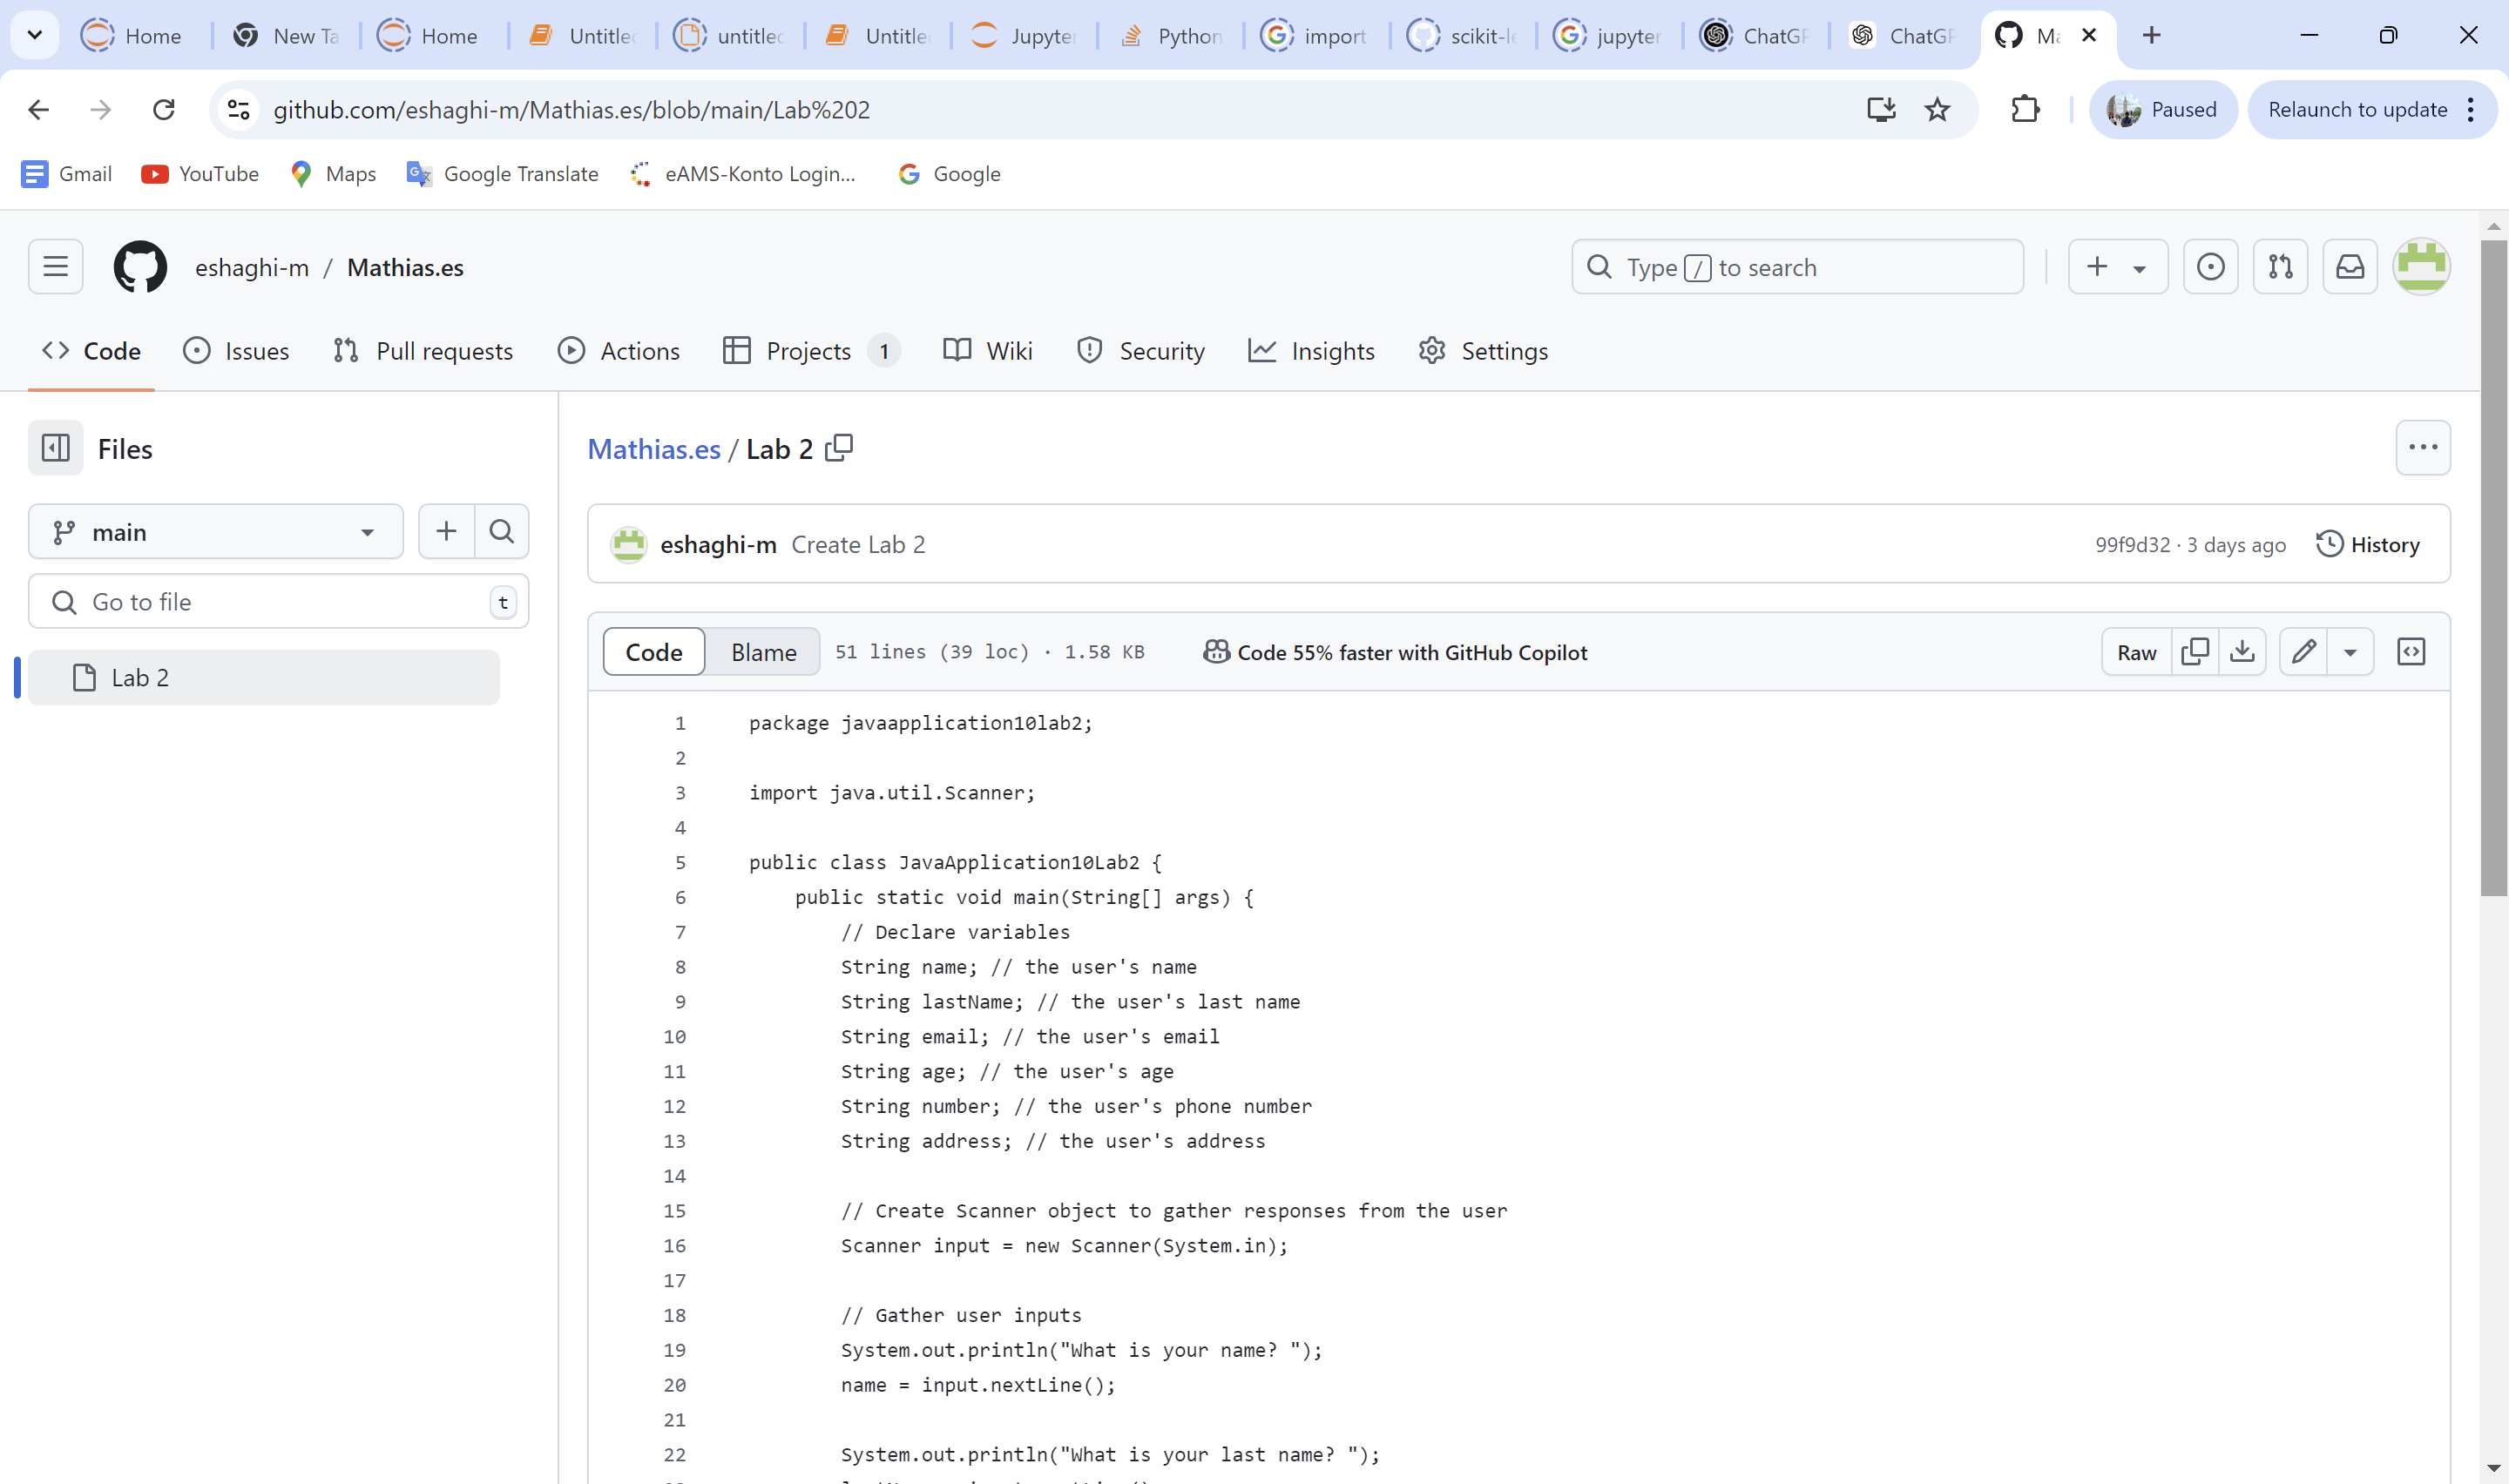 Home
New Ta
Home
Untitled
untitled
Untitle
Jupyter
Python
import
scikit-le
jupyter
ChatGP
ChatGP
Ma
github.com/eshaghi-m/Mathias.es/blob/main/Lab%202
Paused
Relaunch to update
Gmail
YouTube
Maps
Google Translate
eAMS-Konto Login...
Google
eshaghi-m / Mathias.es
Type / to search
Code
Issues
Pull requests
Actions
Projects 1
Wiki
Security
Insights
Settings
Files
main
Go to file t
Lab 2
Mathias.es / Lab 2
eshaghi-m Create Lab 2
99f9d32 · 3 days ago
History
Code
Blame
51 lines (39 loc) · 1.58 KB
Code 55% faster with GitHub Copilot
Raw
1 package javaapplication10lab2;
2
3 import java.util.Scanner;
4
5 public class JavaApplication10Lab2 {
6 public static void main(String[] args) {
7 // Declare variables
8 String name; // the user's name
9 String lastName; // the user's last name
10 String email; // the user's email
11 String age; // the user's age
12 String number; // the user's phone number
13 String address; // the user's address
14
15 // Create Scanner object to gather responses from the user
16 Scanner input = new Scanner(System.in);
17
18 // Gather user inputs
19 System.out.println("What is your name? ");
20 name = input.nextLine();
21
22 System.out.println("What is your last name? ");